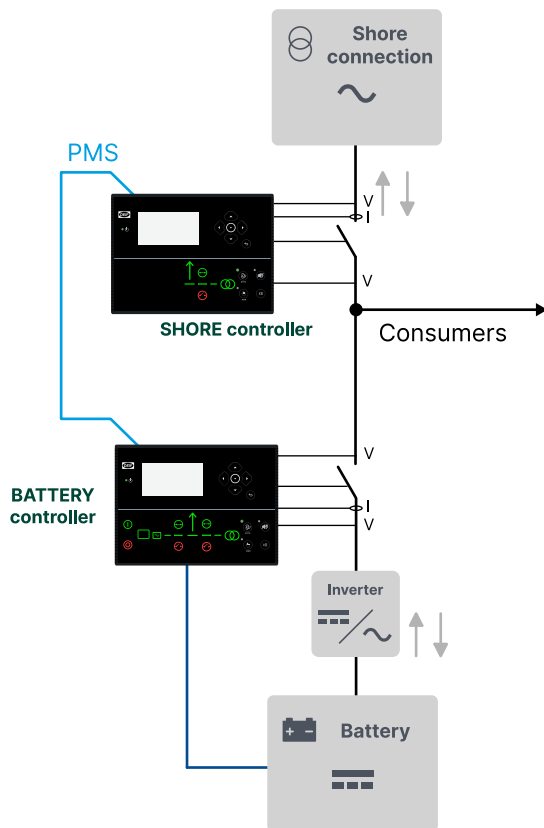 Shore
connection
PMS
V
I
V
SHORE controller
Consumers
V
BATTERY
controller
I
V
Inverter
Battery